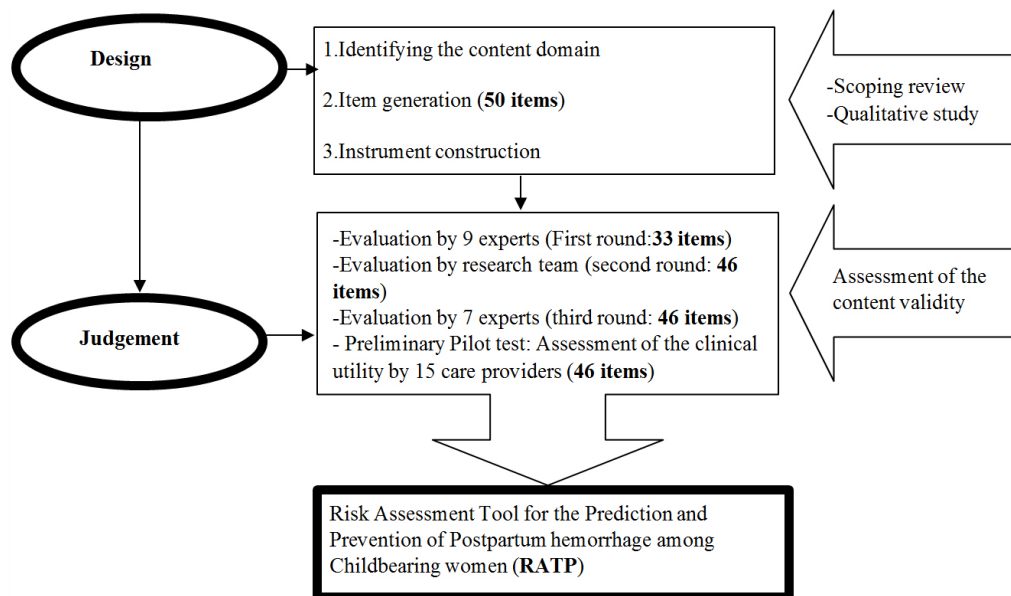 Design
1.Identifying the content domain
2.Item generation (50 items)
3.Instrument construction
-Scoping review
-Qualitative study
Judgement
-Evaluation by 9 experts (First round:33 items)
-Evaluation by research team (second round: 46
items)
-Evaluation by 7 experts (third round: 46 items)
- Preliminary Pilot test: Assessment of the clinical
utility by 15 care providers (46 items)
Assessment of the
content validity
Risk Assessment Tool for the Prediction and
Prevention of Postpartum hemorrhage among
Childbearing women (RATP)